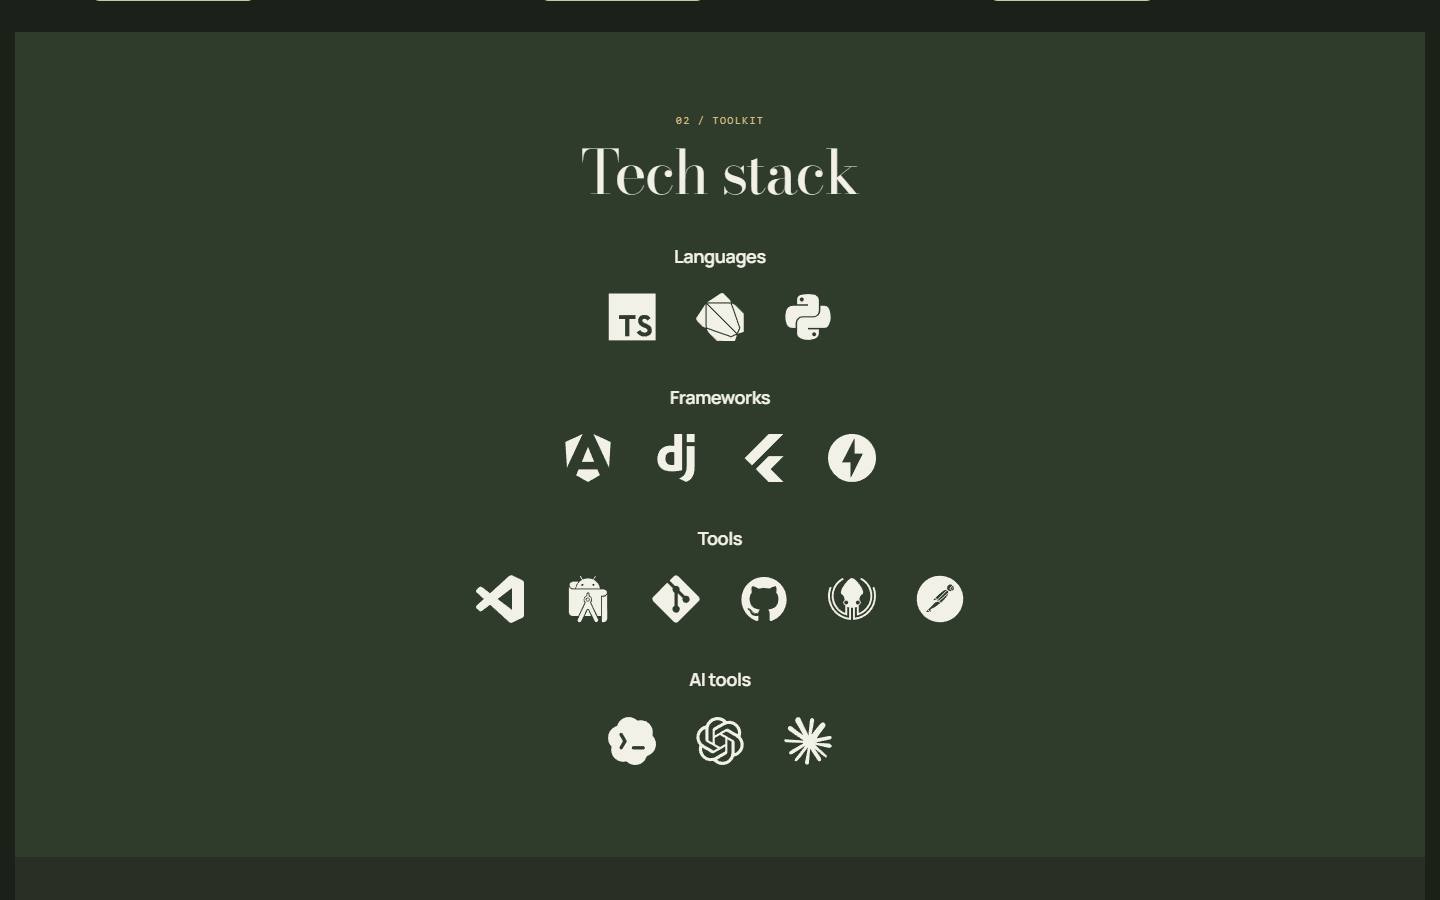 02 / TOOLKIT
Tech stack
Languages
TS
Frameworks
dj
Tools
AI tools